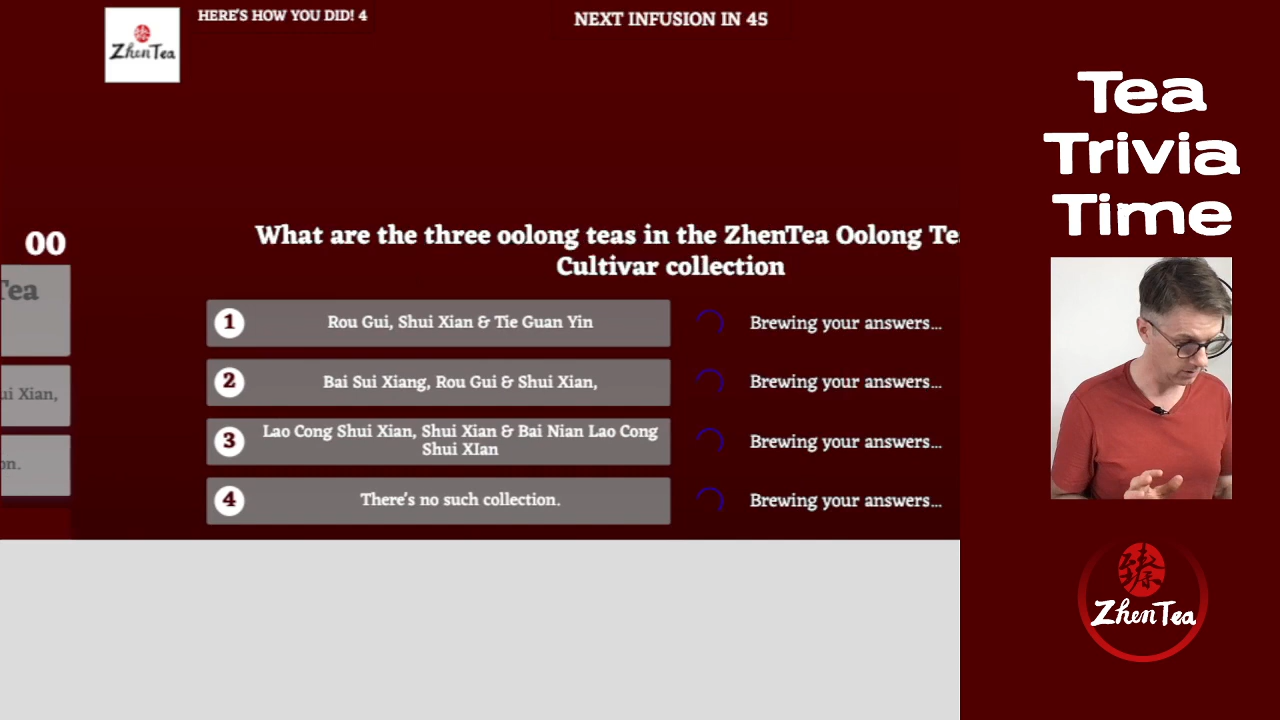 HERE'S HOW YOU DID! 4
NEXT INFUSION IN 45
ZhenTea
00
What are the three oolong teas in the ZhenTea Oolong Te
Cultivar collection
Tea
ui Xian,
on.
1 Rou Gui, Shui Xian & Tie Guan Yin
Brewing your answers...
2 Bai Sui Xiang, Rou Gui & Shui Xian,
Brewing your answers...
3 Lao Cong Shui Xian, Shui Xian & Bai Nian Lao Cong
Shui XIan
Brewing your answers...
4 There's no such collection.
Brewing your answers...
Tea
Trivia
Time
臻
ZhenTea